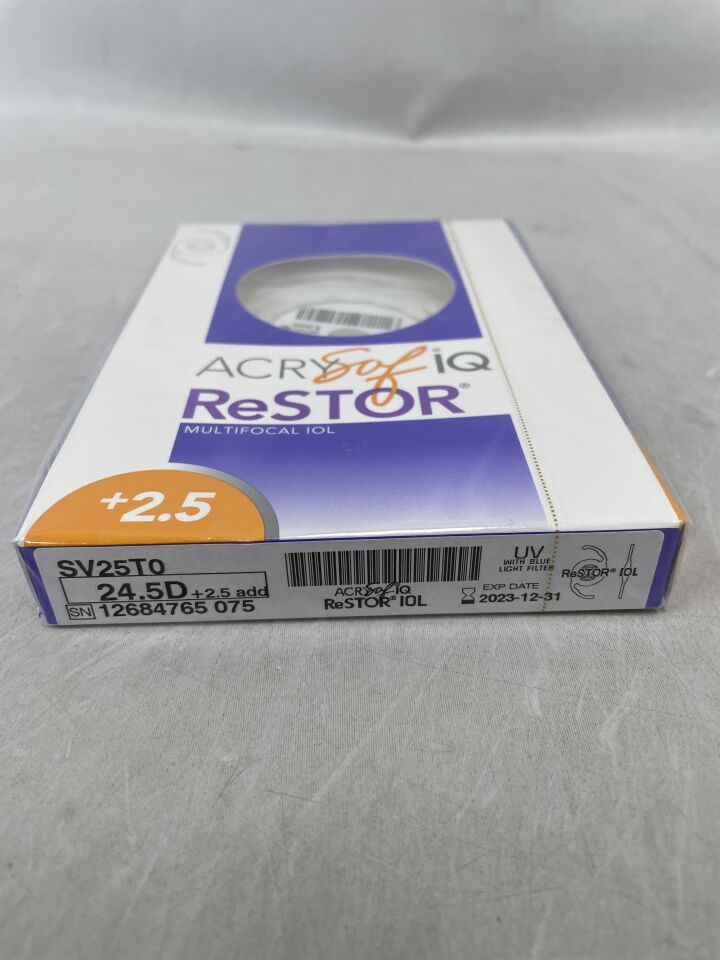 ACRYSof iQ
ReSTOR®
MULTIFOCAL IOL
+2.5
SV25T0
24.5D +2.5 add
SN 12684765 075
ACRYSof iQ
ReSTOR® IOL
UV
WITH BLUE
LIGHT FILTER
EXP DATE
2023-12-31
ReSTOR® IOL